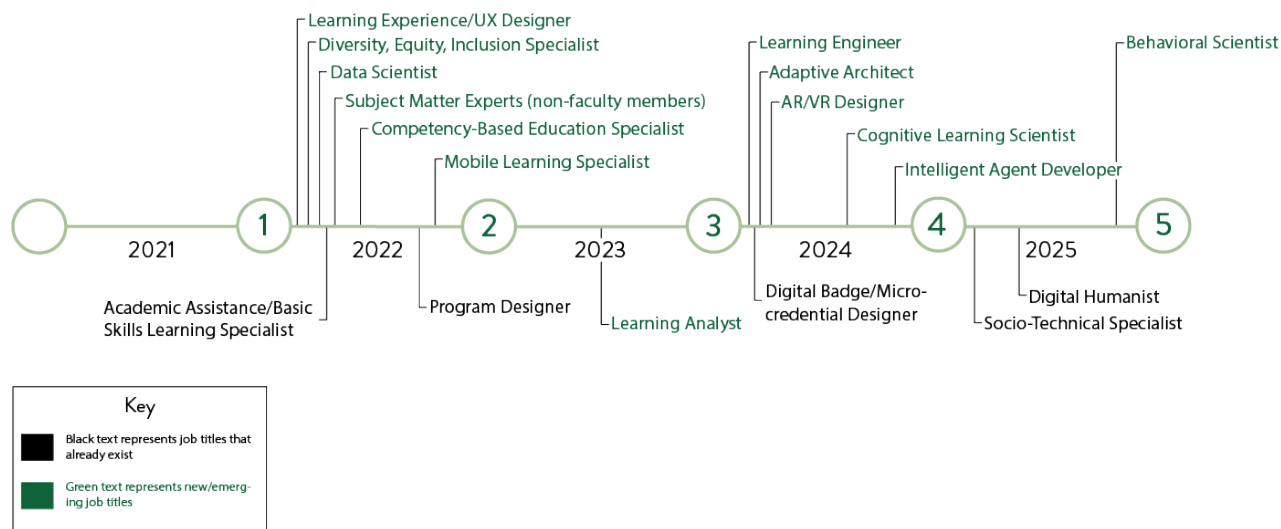 Learning Experience/UX Designer
Diversity, Equity, Inclusion Specialist
Data Scientist
Subject Matter Experts (non-faculty members)
Competency-Based Education Specialist
Mobile Learning Specialist
Learning Engineer
Adaptive Architect
AR/VR Designer
Cognitive Learning Scientist
Intelligent Agent Developer
Behavioral Scientist
1
2
3
4
5
2021
2022
2023
2024
2025
Academic Assistance/Basic
Skills Learning Specialist
Program Designer
Learning Analyst
Digital Badge/Micro-
credential Designer
Digital Humanist
Socio-Technical Specialist
Key
Black text represents job titles that
already exist
Green text represents new/emerg-
ing job titles